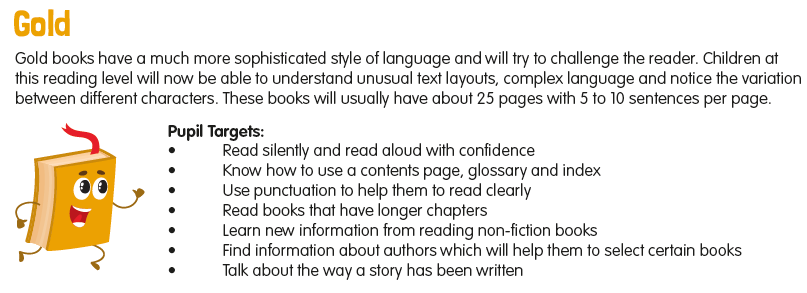 Gold
Gold books have a much more sophisticated style of language and will try to challenge the reader. Children at
this reading level will now be able to understand unusual text layouts, complex language and notice the variation
between different characters. These books will usually have about 25 pages with 5 to 10 sentences per page.
Pupil Targets:
• Read silently and read aloud with confidence
• Know how to use a contents page, glossary and index
• Use punctuation to help them to read clearly
• Read books that have longer chapters
• Learn new information from reading non-fiction books
• Find information about authors which will help them to select certain books
• Talk about the way a story has been written